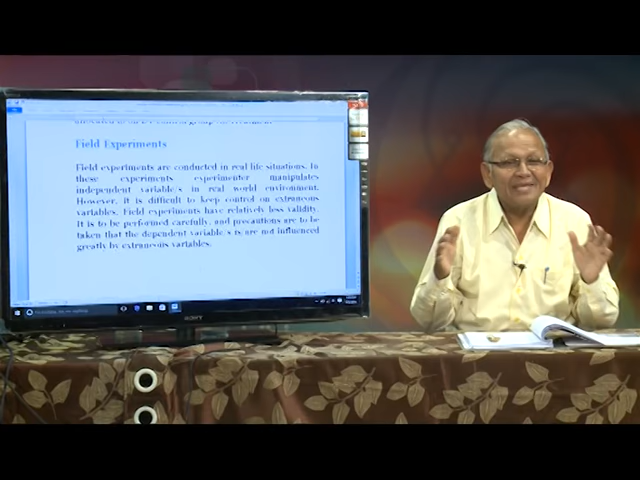 Field Experiments
Field experiments are conducted in real life situations. In
these experiments experimenter manipulates
independent variable/s in real world environment.
However, it is difficult to keep control on extraneous
variables. Field experiments have relatively less validity.
It is to be performed carefully, and precautions are to be
taken that the dependent variable/s is are not influenced
greatly by extraneous variables.
SONY